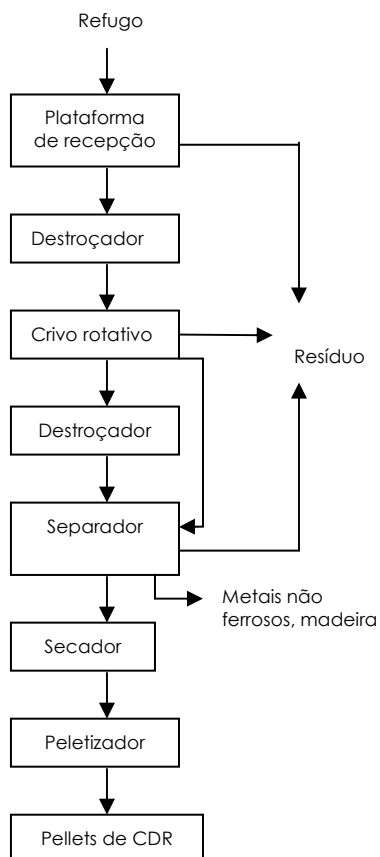 Refugo
Plataforma
de recepção
Destroçador
Crivo rotativo
Resíduo
Destroçador
Separador
Metais não
ferrosos, madeira
Secador
Peletizador
Pellets de CDR